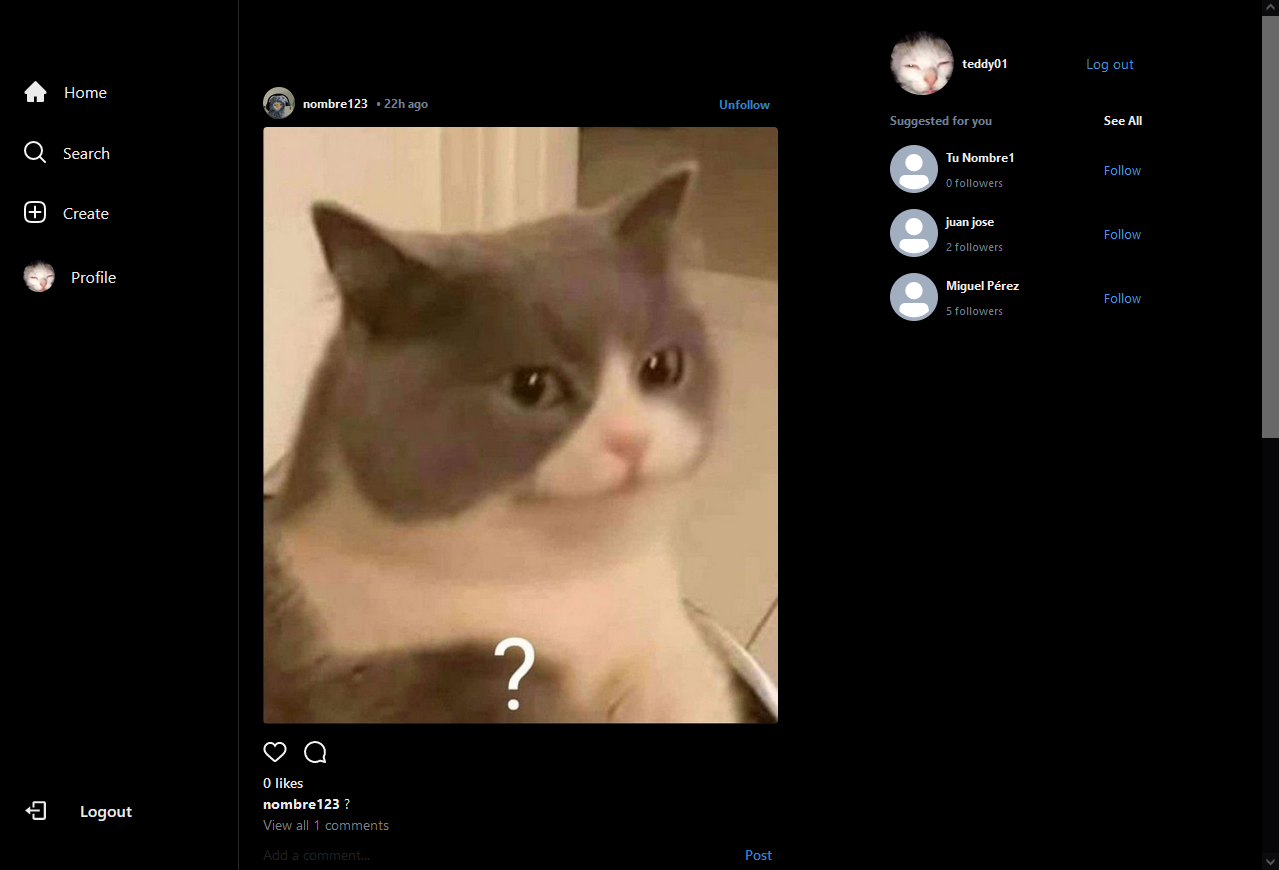 Home
Search
Create
Profile
Logout
nombre123 • 22h ago
Unfollow
?
0 likes
nombre123 ?
View all 1 comments
Add a comment...
Post
teddy01
Log out
Suggested for you
See All
Tu Nombre1
0 followers
Follow
juan jose
2 followers
Follow
Miguel Pérez
5 followers
Follow